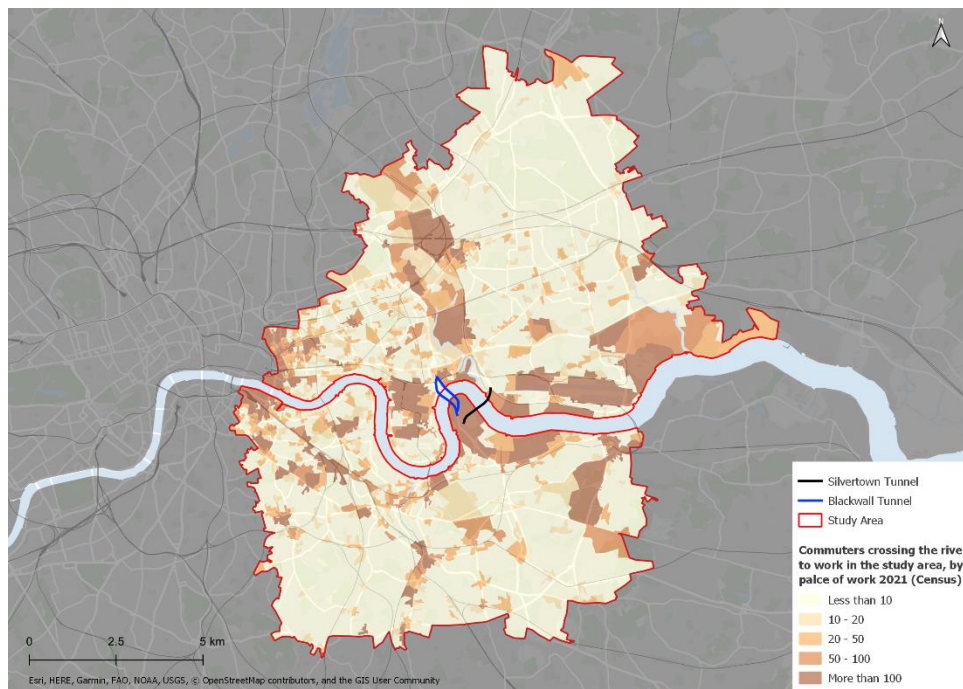 N
Silvertown Tunnel
Blackwall Tunnel
Study Area
Commuters crossing the rive
to work in the study area, by
palce of work 2021 (Census)
Less than 10
10 - 20
20 - 50
50 - 100
More than 100
0 2.5 5 km
Esri, HERE, Garmin, FAO, NOAA, USGS, © OpenStreetMap contributors, and the GIS User Community